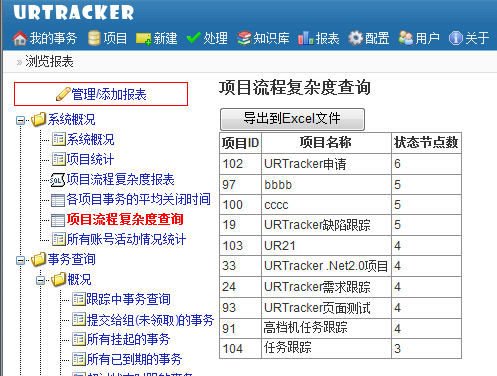 URTRACKER
我的事务 项目 新建 处理 知识库 报表 配置 用户 关于
» 浏览报表
管理/添加报表
系统概况
系统概况
项目统计
项目流程复杂度报表
各项目事务的平均关闭时间
项目流程复杂度查询
所有账号活动情况统计
事务查询
概况
跟踪中事务查询
提交给组(未领取)的事务
所有挂起的事务
所有已到期的事务
项目流程复杂度查询
导出到Excel文件
项目ID 项目名称 状态节点数
102 URTracker申请 6
97 bbbb 5
100 cccc 5
19 URTracker缺陷跟踪 5
103 UR21 4
33 URTracker .Net2.0项目 4
24 URTracker需求跟踪 4
93 URTracker页面测试 4
91 高档机任务跟踪 4
104 任务跟踪 3